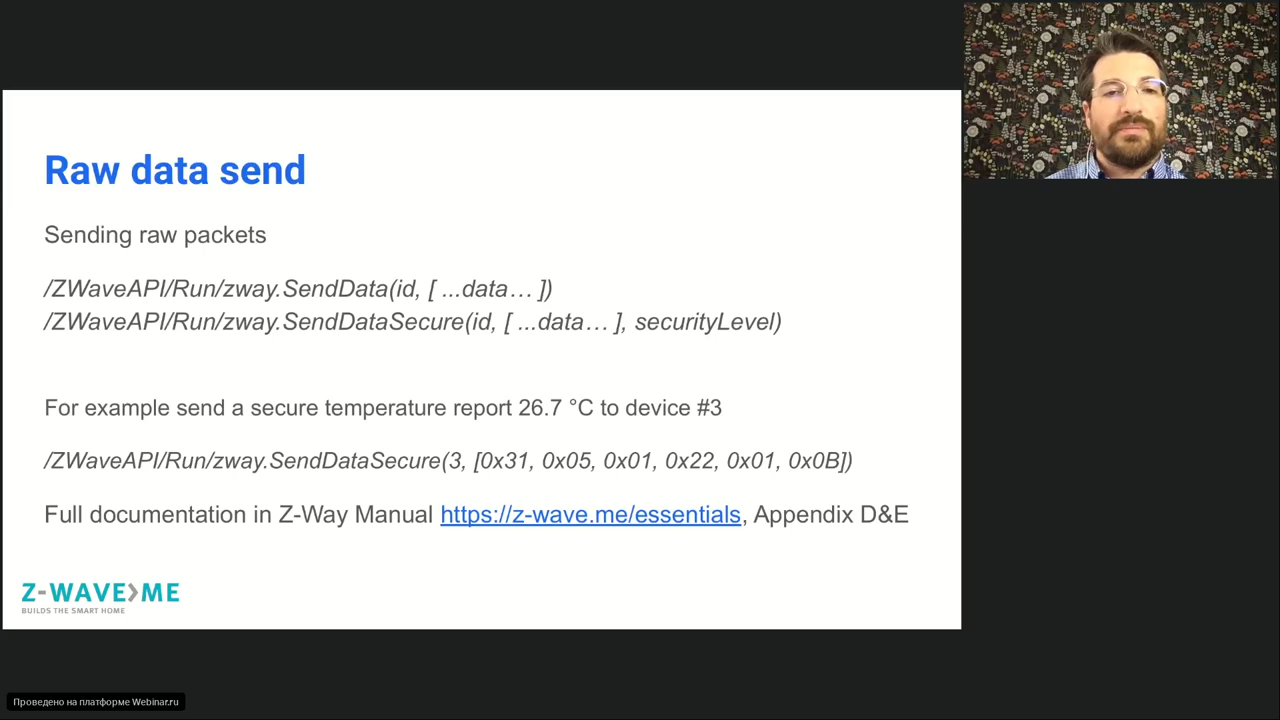 Raw data send
Sending raw packets
/ZWaveAPI/Run/zway.SendData(id, [ ...data… ])
/ZWaveAPI/Run/zway.SendDataSecure(id, [ ...data… ], securityLevel)
For example send a secure temperature report 26.7 °C to device #3
/ZWaveAPI/Run/zway.SendDataSecure(3, [0x31, 0x05, 0x01, 0x22, 0x01, 0x0B])
Full documentation in Z-Way Manual https://z-wave.me/essentials, Appendix D&E
Z-WAVE>ME
BUILDS THE SMART HOME
Проведено на платформе Webinar.ru